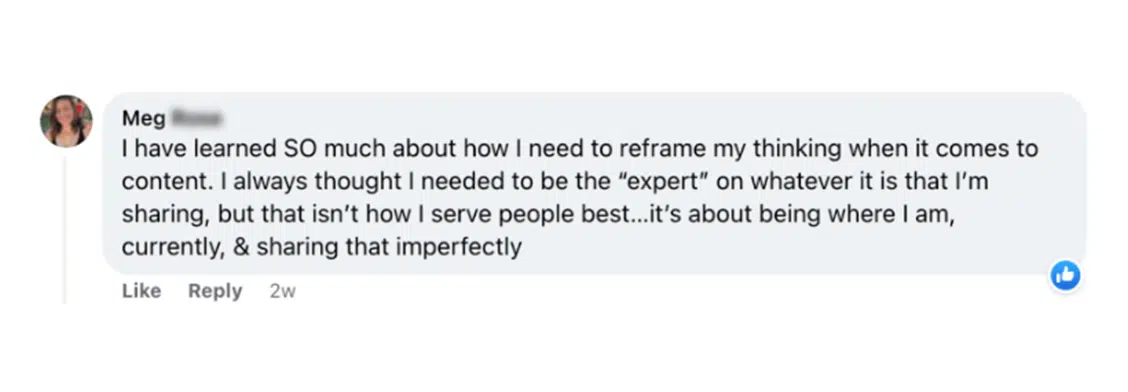 Meg
I have learned SO much about how I need to reframe my thinking when it comes to
content. I always thought I needed to be the “expert” on whatever it is that I’m
sharing, but that isn’t how I serve people best...it’s about being where I am,
currently, & sharing that imperfectly
Like Reply 2w